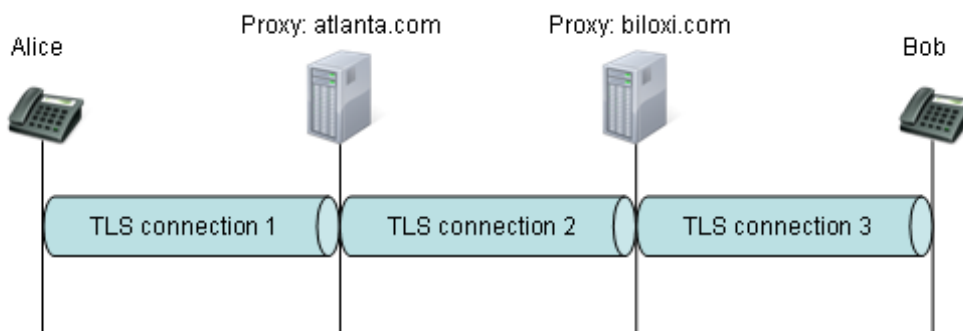 Proxy: atlanta.com
Proxy: biloxi.com
Alice
Bob
TLS connection 1
TLS connection 2
TLS connection 3